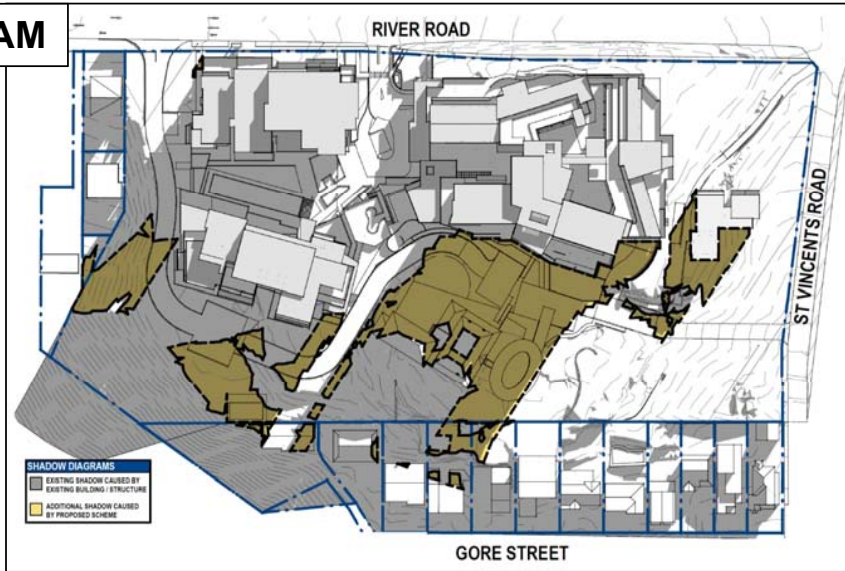 AM
RIVER ROAD
ST VINCENTS ROAD
SHADOW DIAGRAMS
EXISTING SHADOW CAUSED BY
EXISTING BUILDING / STRUCTURE
ADDITIONAL SHADOW CAUSED
BY PROPOSED SCHEME
GORE STREET